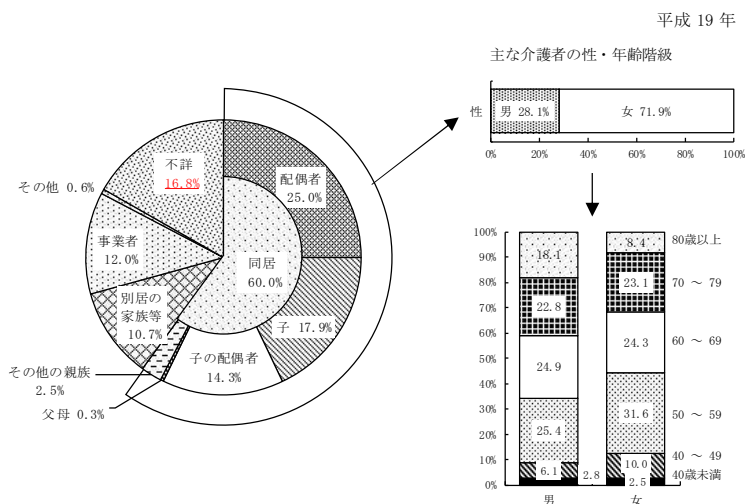 平成 19 年
主な介護者の性・年齢階級
性
男 28.1%
女 71.9%
0%
20%
40%
60%
80%
100%
不詳
16.8%
配偶者
25.0%
その他 0.6%
事業者
12.0%
同居
60.0%
別居の
家族等
10.7%
子 17.9%
子の配偶者
14.3%
その他の親族
2.5%
父母 0.3%
100%
90%
80%
70%
60%
50%
40%
30%
20%
10%
0%
18.1
22.8
24.9
25.4
6.1
2.8
8.4
23.1
24.3
31.6
10.0
2.5
80歳以上
70 ～ 79
60 ～ 69
50 ～ 59
40 ～ 49
40歳未満
男
女